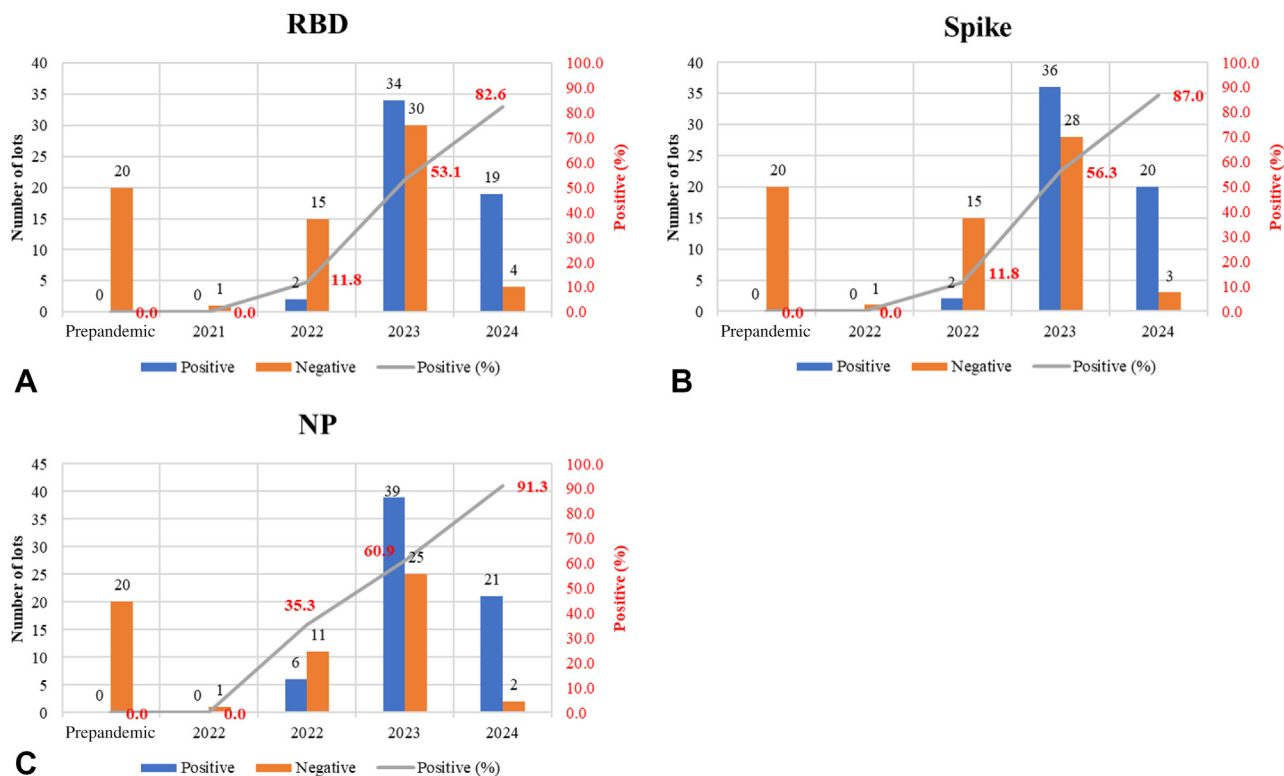 RBD
Number of lots
40
35
30
25
20
15
10
5
0
100.0
90.0
80.0
70.0
60.0
50.0
40.0
30.0
20.0
10.0
0.0
Positive (%)
0 20 0 1 2 15 34 30 19 4
0.0 0.0 11.8 53.1 82.6
Prepandemic 2021 2022 2023 2024
Positive Negative Positive (%)
A
Spike
Number of lots
40
35
30
25
20
15
10
5
0
100.0
90.0
80.0
70.0
60.0
50.0
40.0
30.0
20.0
10.0
0.0
Positive (%)
0 20 0 1 2 15 36 28 20 3
0.0 0.0 11.8 56.3 87.0
Prepandemic 2022 2022 2023 2024
Positive Negative Positive (%)
B
NP
Number of lots
45
40
35
30
25
20
15
10
5
0
100.0
90.0
80.0
70.0
60.0
50.0
40.0
30.0
20.0
10.0
0.0
Positive (%)
0 20 0 1 6 11 39 25 21 2
0.0 0.0 35.3 60.9 91.3
Prepandemic 2022 2022 2023 2024
Positive Negative Positive (%)
C